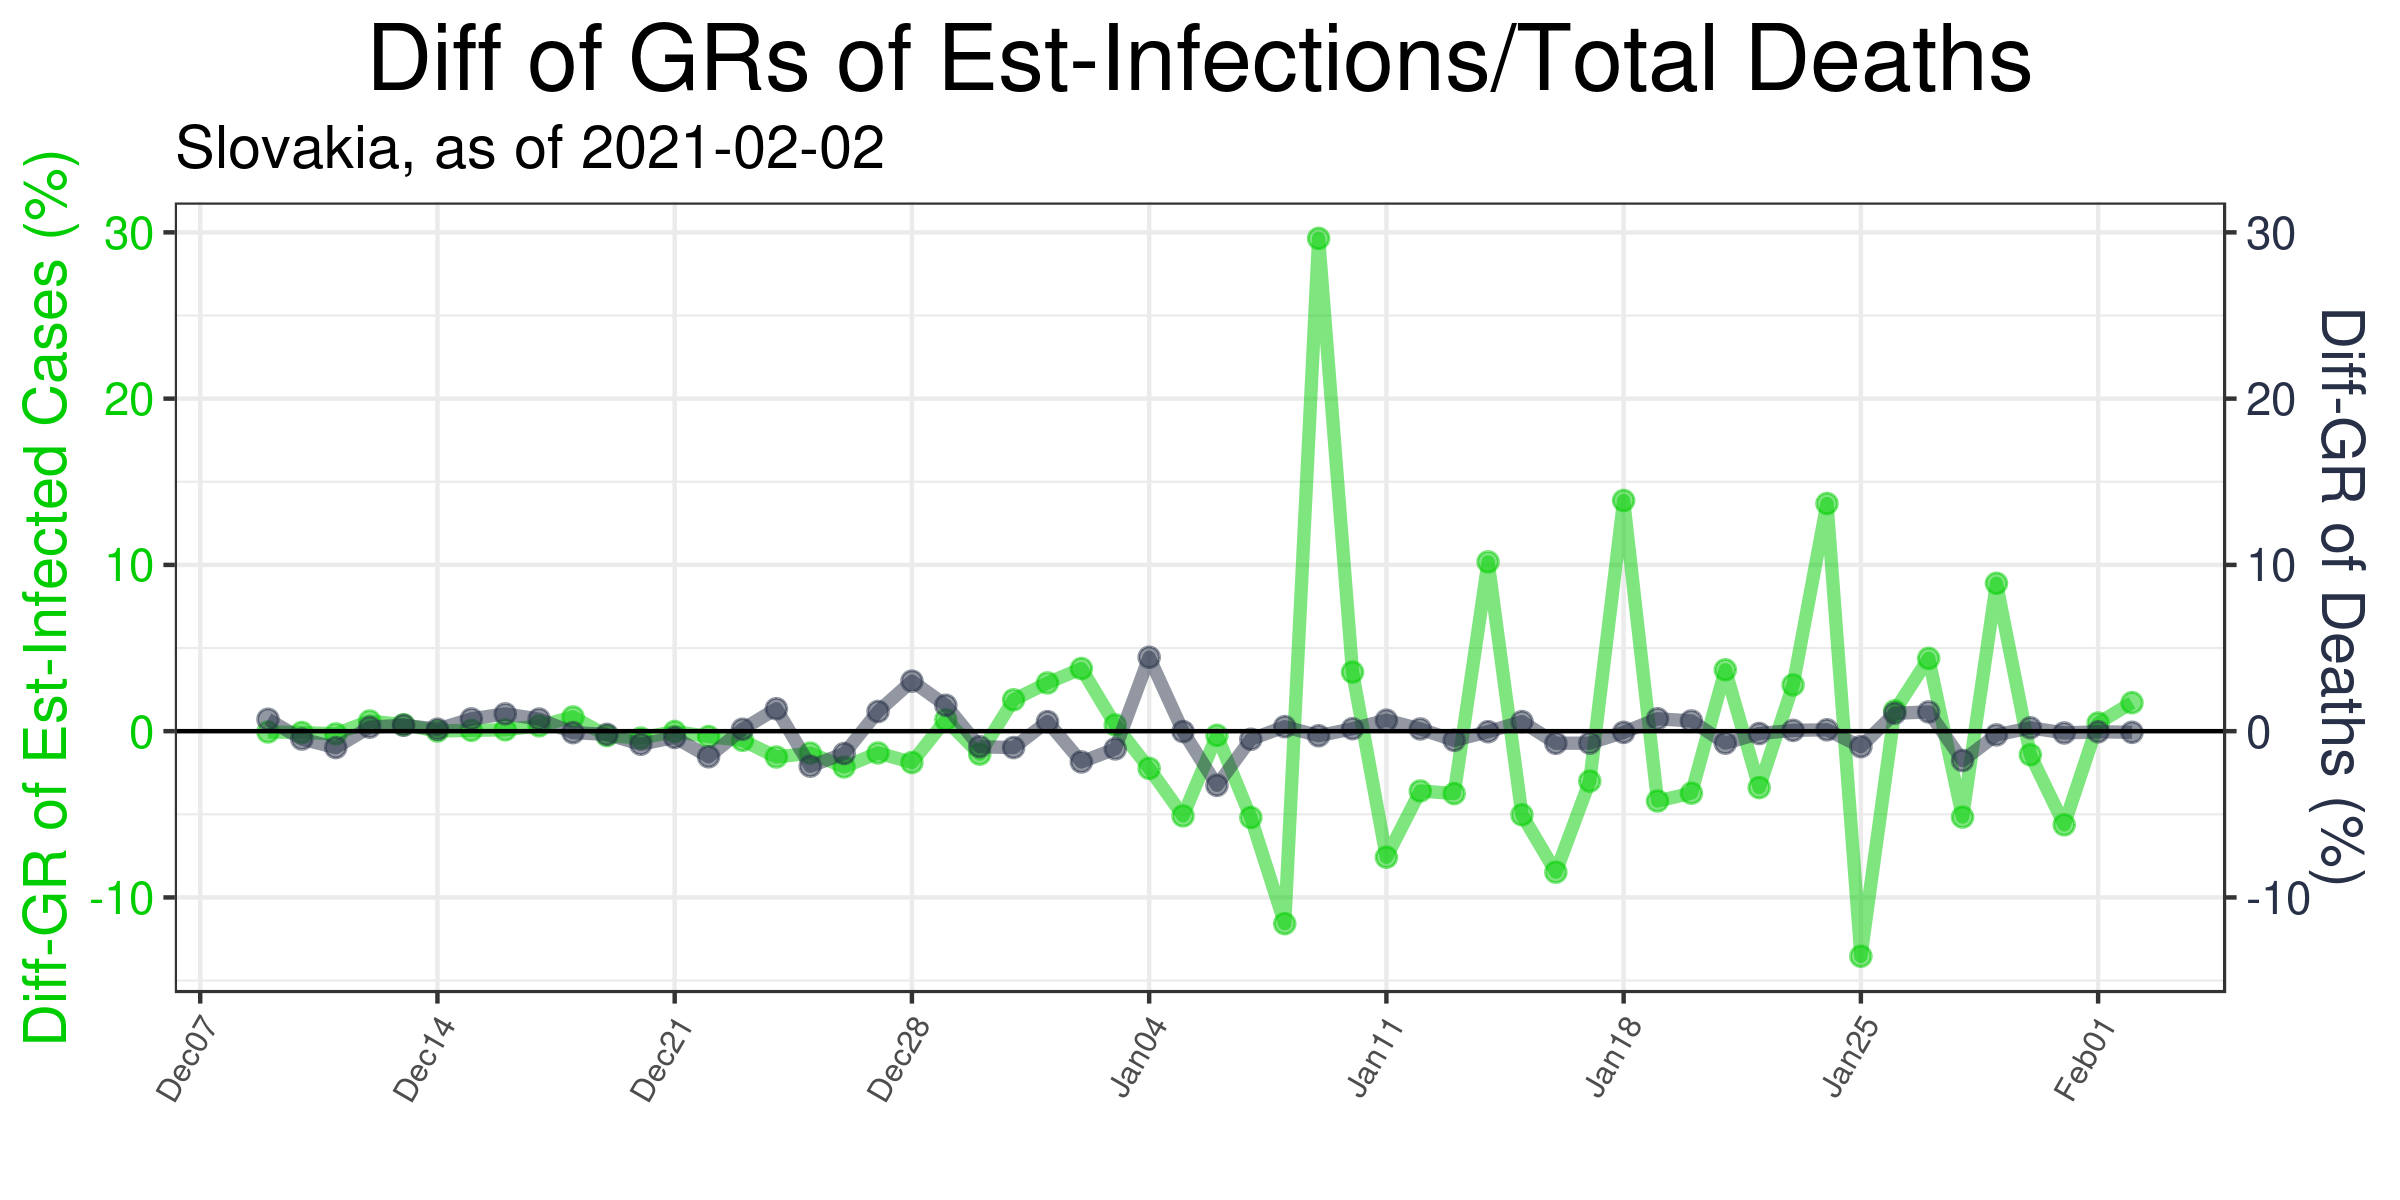 Diff of GRs of Est-Infections/Total Deaths
Slovakia, as of 2021-02-02
Diff-GR of Est-Infected Cases (%)
30
20
10
0
-10
30
20
10
0
-10
Diff-GR of Deaths (%)
Dec07
Dec14
Dec21
Dec28
Jan04
Jan11
Jan18
Jan25
Feb01